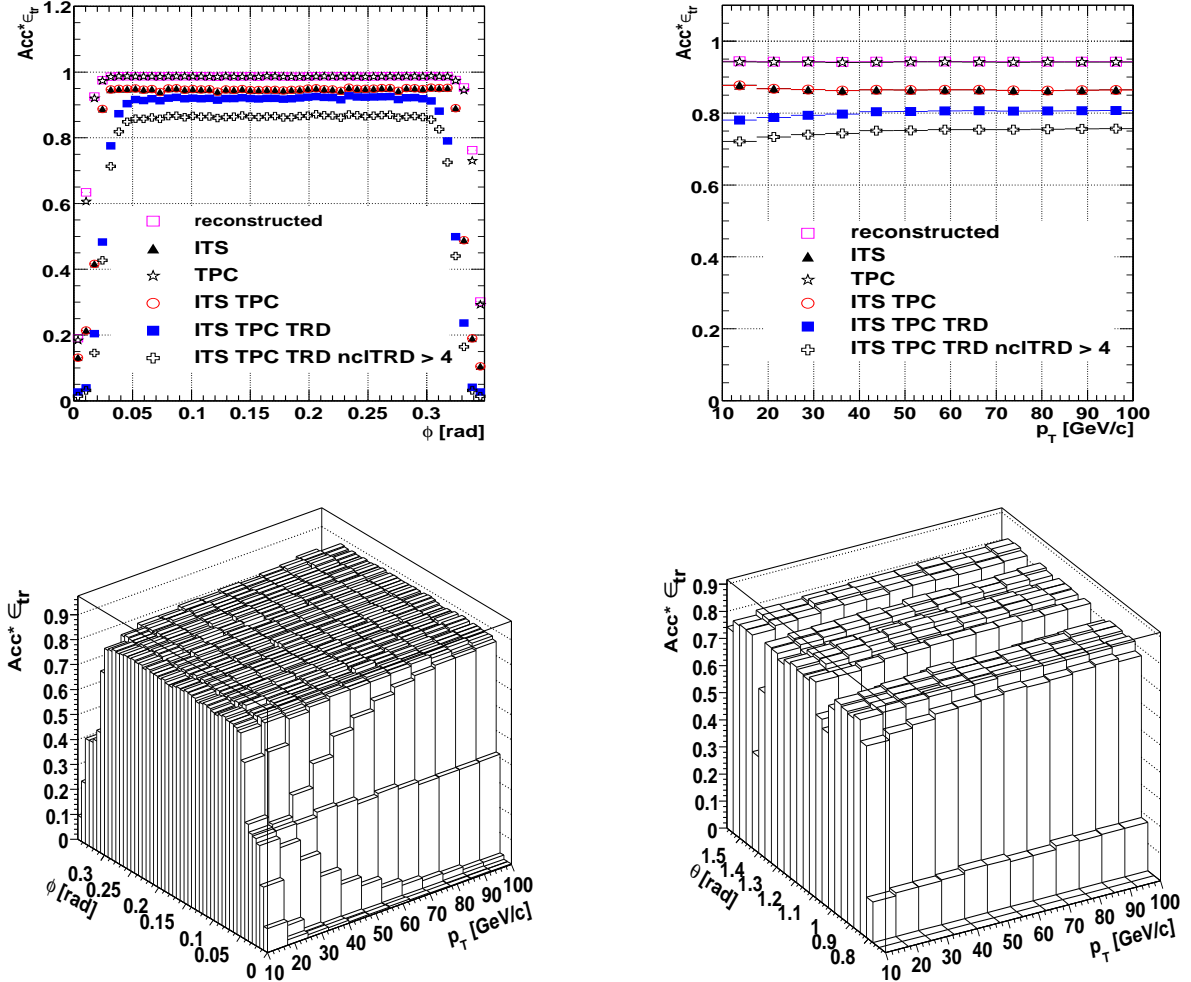 Acc* ϵtr
1.2
1
0.8
0.6
0.4
0.2
0
reconstructed
ITS
TPC
ITS TPC
ITS TPC TRD
ITS TPC TRD nclTRD > 4
0 0.05 0.1 0.15 0.2 0.25 0.3
ϕ [rad]
Acc* ϵtr
1
0.8
0.6
0.4
0.2
0
reconstructed
ITS
TPC
ITS TPC
ITS TPC TRD
ITS TPC TRD nclTRD > 4
10 20 30 40 50 60 70 80 90 100
pT [GeV/c]
Acc* ϵtr
0.9
0.8
0.7
0.6
0.5
0.4
0.3
0.2
0.1
0
0.3
0.25
0.2
0.15
0.1
0.05
0
ϕ [rad]
10 20 30 40 50 60 70 80 90 100
pT [GeV/c]
Acc* ϵtr
0.9
0.8
0.7
0.6
0.5
0.4
0.3
0.2
0.1
0
1.5
1.4
1.3
1.2
1.1
1
0.9
0.8
θ [rad]
10 20 30 40 50 60 70 80 90 100
pT [GeV/c]